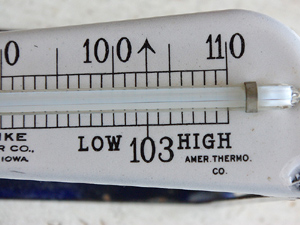 0 100 110
IKE LOW 103 HIGH
R CO., AMER. THERMO.
IOWA. CO.